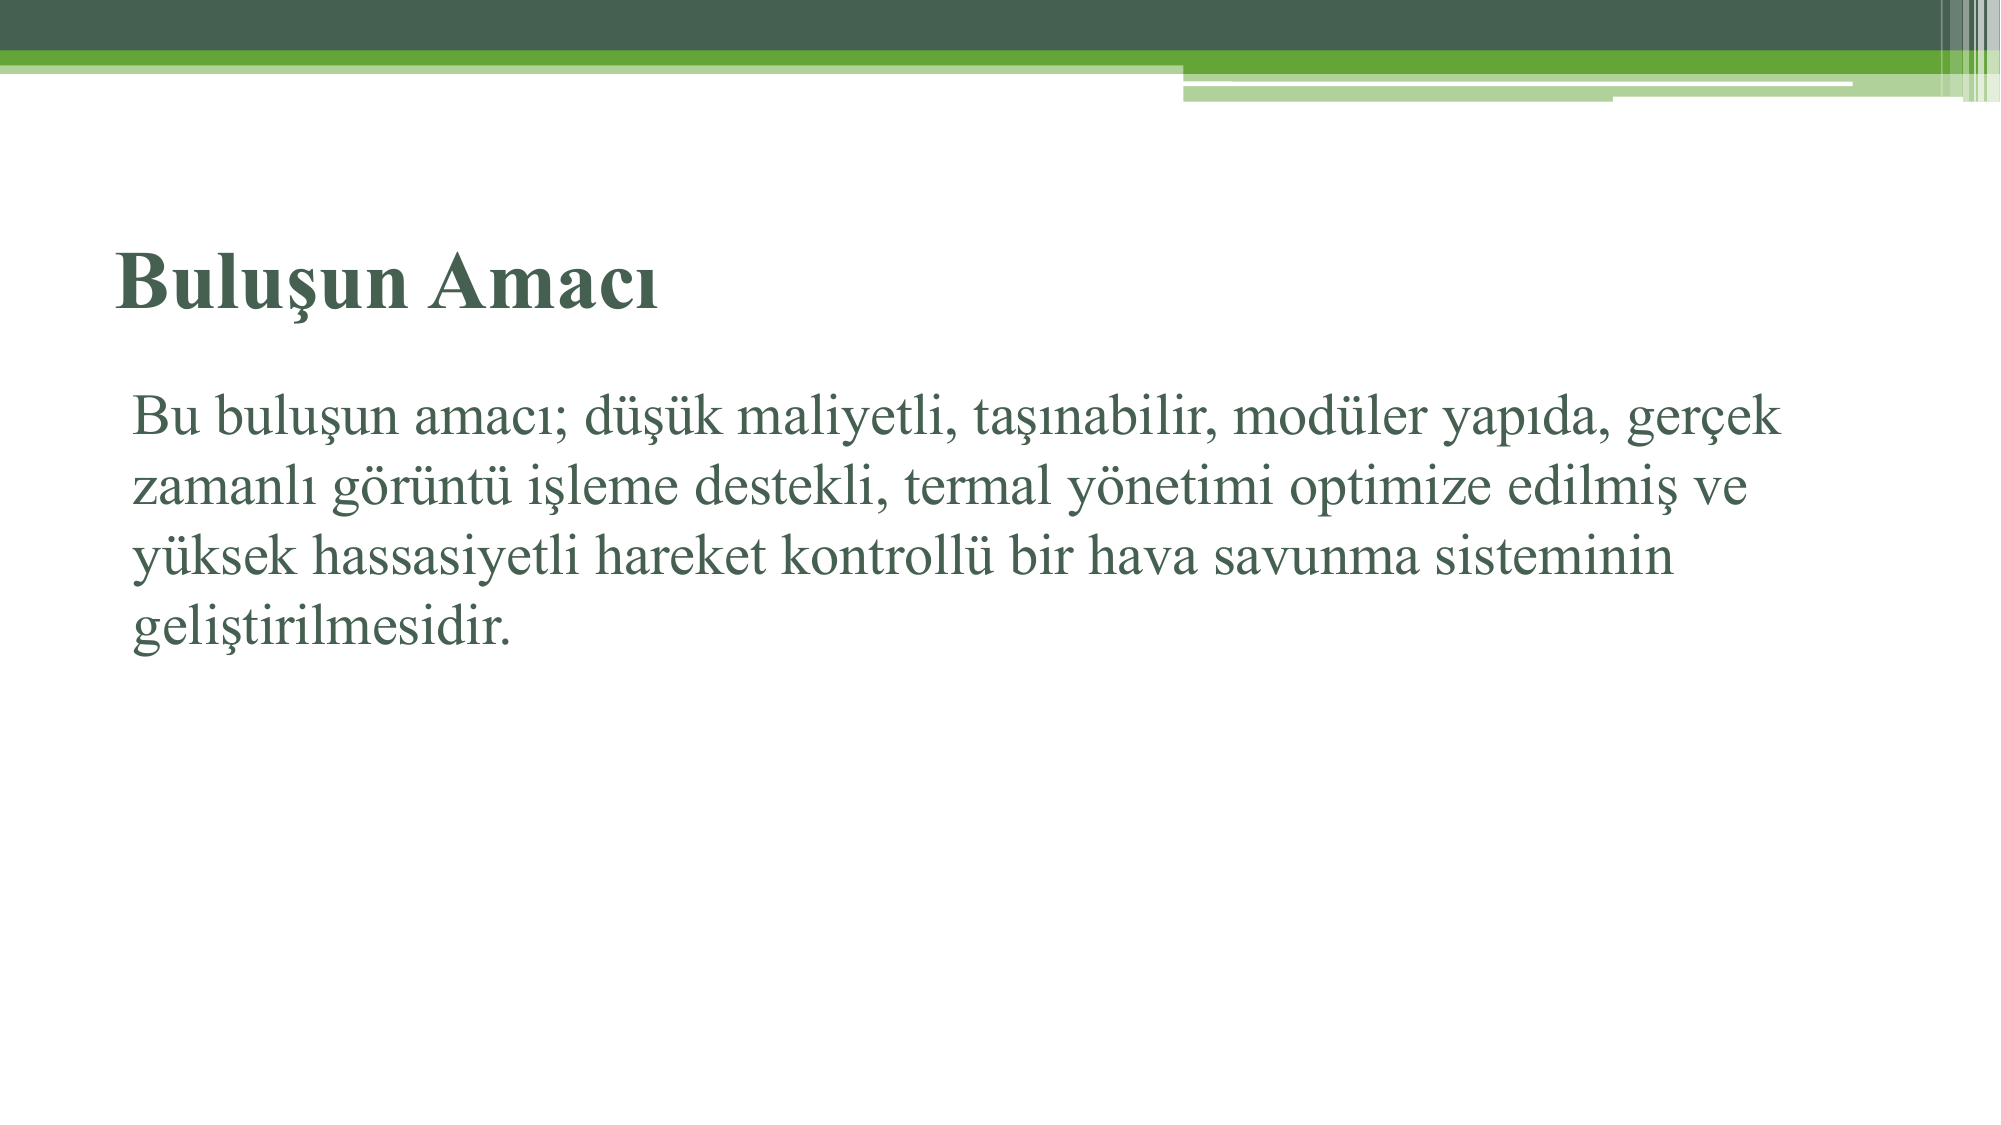 Buluşun Amacı
Bu buluşun amacı; düşük maliyetli, taşınabilir, modüler yapıda, gerçek
zamanlı görüntü işleme destekli, termal yönetimi optimize edilmiş ve
yüksek hassasiyetli hareket kontrollü bir hava savunma sisteminin
geliştirilmesidir.